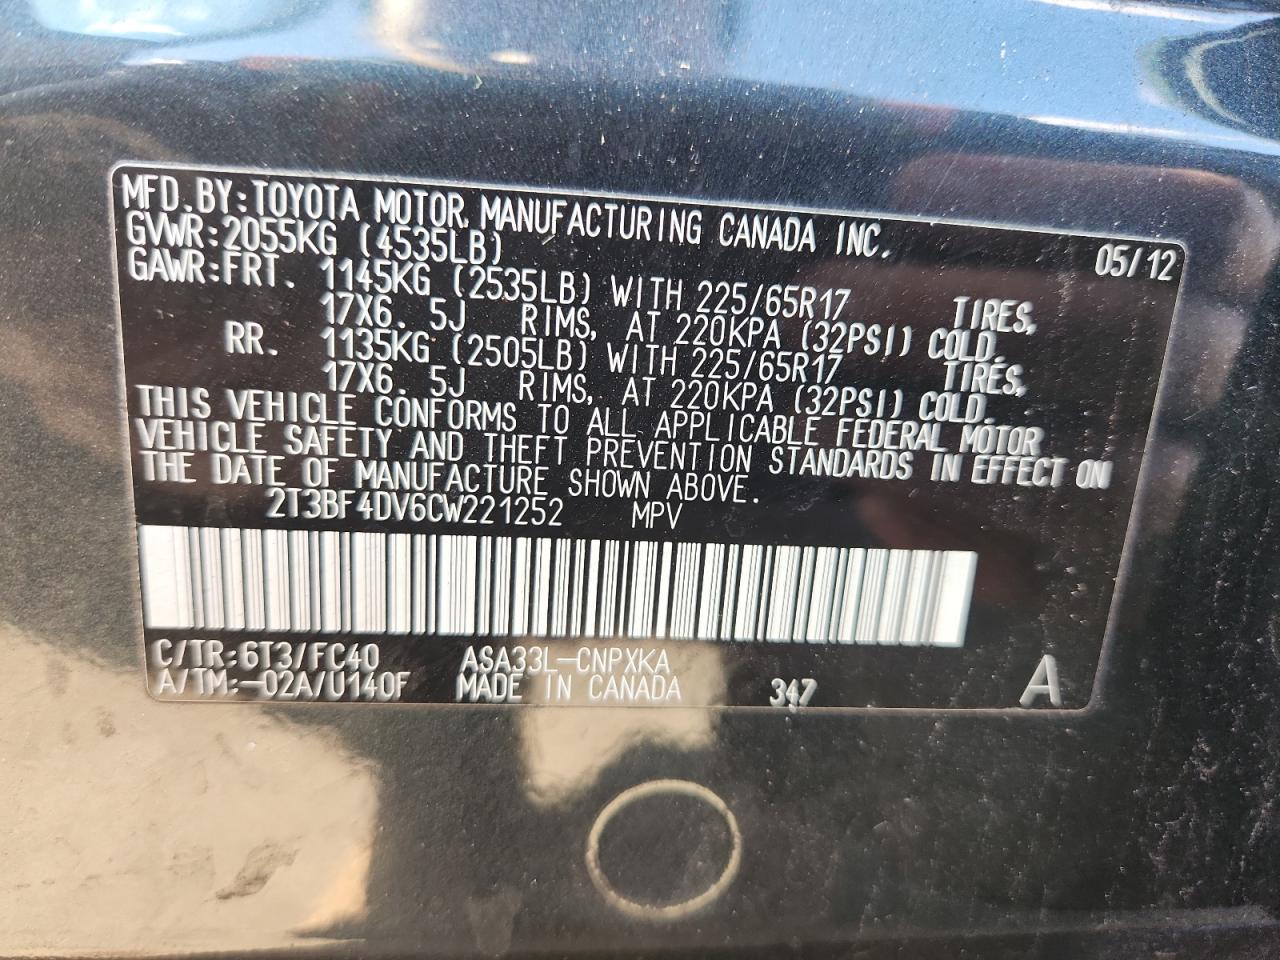 MFD. BY: TOYOTA MOTOR MANUFACTURING CANADA INC.
GVWR: 2055KG (4535LB) 05/12
GAWR: FRT. 1145KG (2535LB) WITH 225/65R17 TIRES,
17X6. 5J RIMS, AT 220KPA (32PSI) COLD.
RR. 1135KG (2505LB) WITH 225/65R17 TIRES,
17X6. 5J RIMS, AT 220KPA (32PSI) COLD.
THIS VEHICLE CONFORMS TO ALL APPLICABLE FEDERAL MOTOR
VEHICLE SAFETY AND THEFT PREVENTION STANDARDS IN EFFECT ON
THE DATE OF MANUFACTURE SHOWN ABOVE.
2T3BF4DV6CW221252 MPV
C/TR: 6T3/FC40 ASA33L-CNPXKA
A/TM: -02A/U140F MADE IN CANADA 347 A